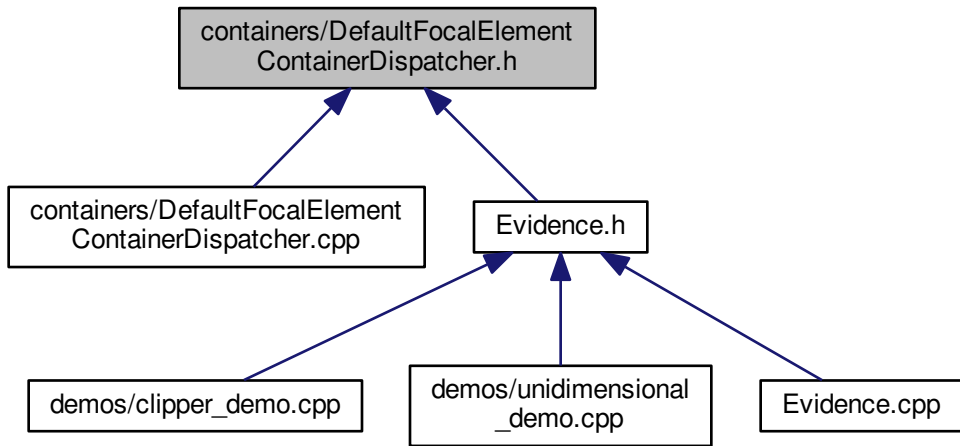 containers/DefaultFocalElement
ContainerDispatcher.h
containers/DefaultFocalElement
ContainerDispatcher.cpp
Evidence.h
demos/clipper_demo.cpp
demos/unidimensional
_demo.cpp
Evidence.cpp